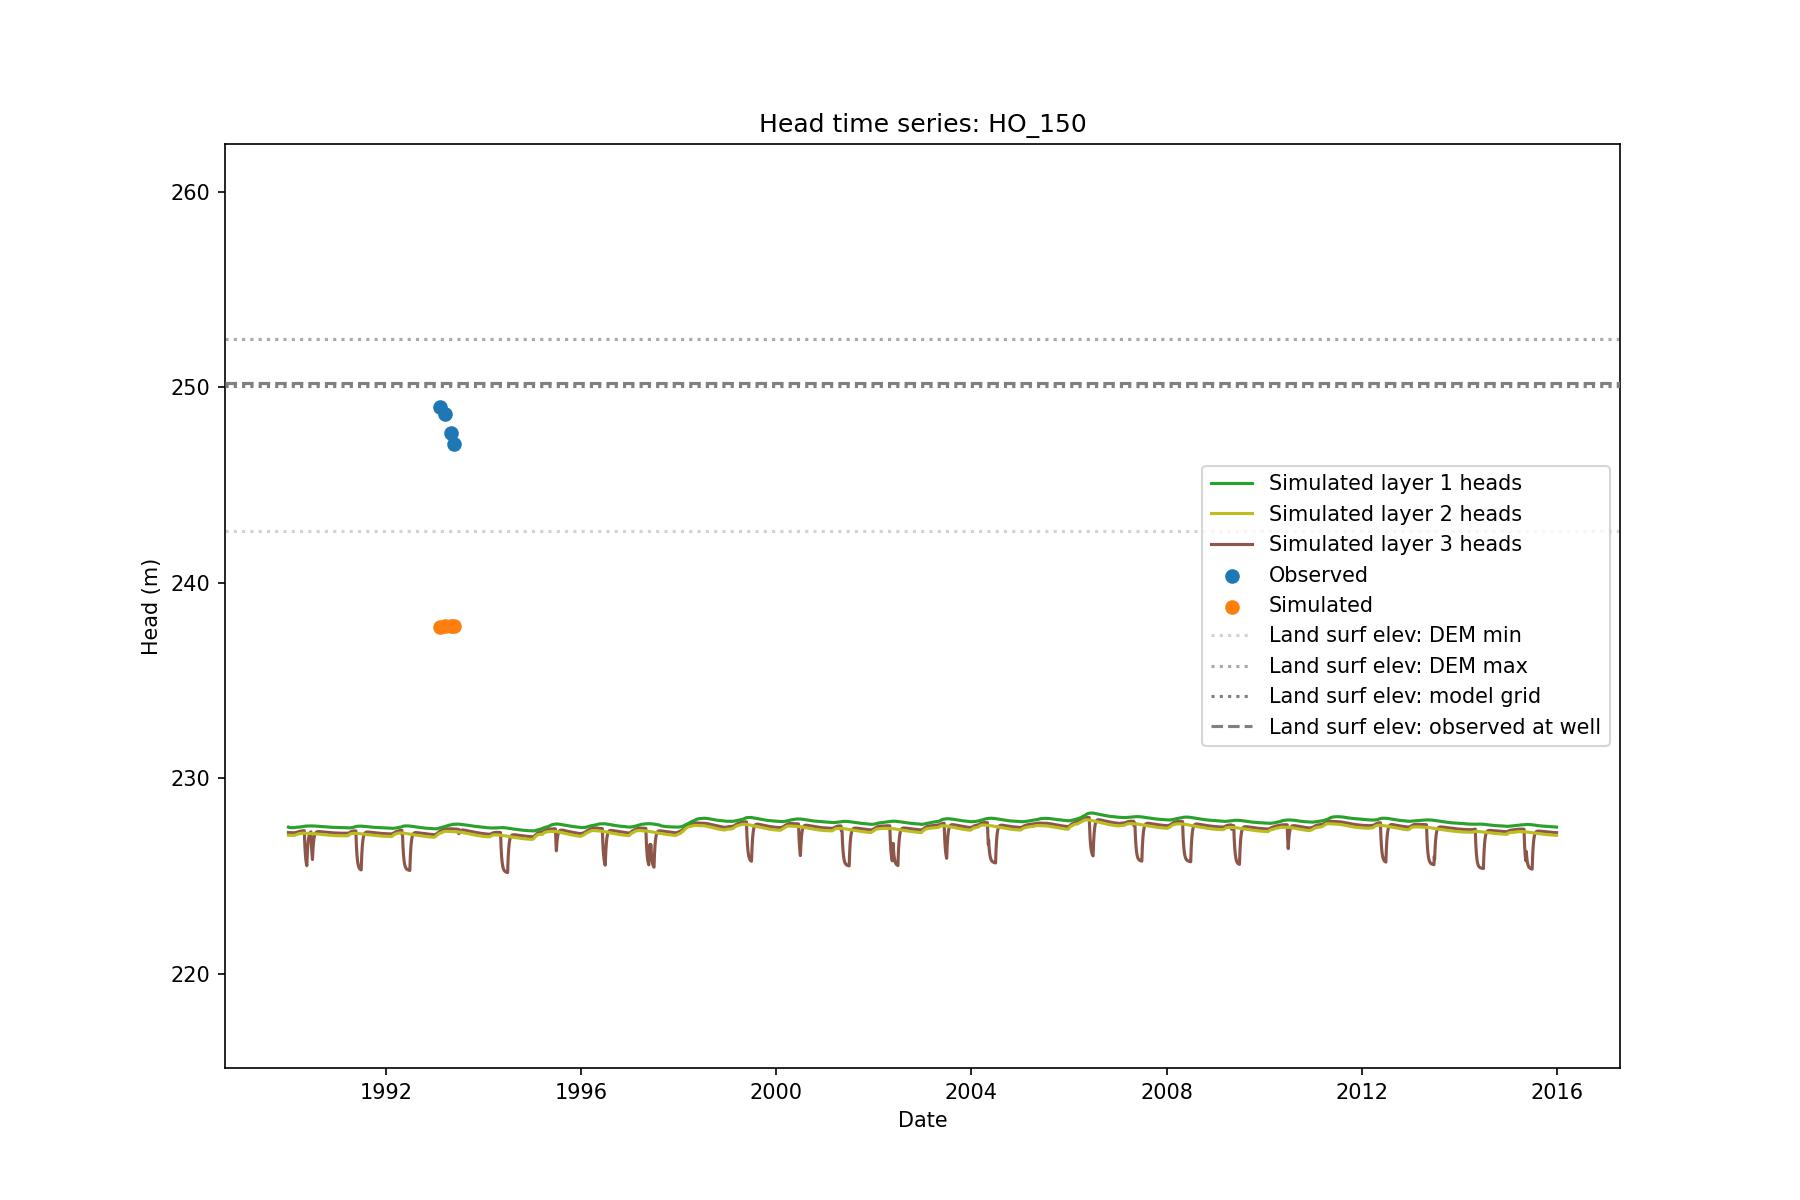 Head time series: HO_150
260
250
240
230
220
Head (m)
Simulated layer 1 heads
Simulated layer 2 heads
Simulated layer 3 heads
Observed
Simulated
Land surf elev: DEM min
Land surf elev: DEM max
Land surf elev: model grid
Land surf elev: observed at well
1992
1996
2000
2004
2008
2012
2016
Date